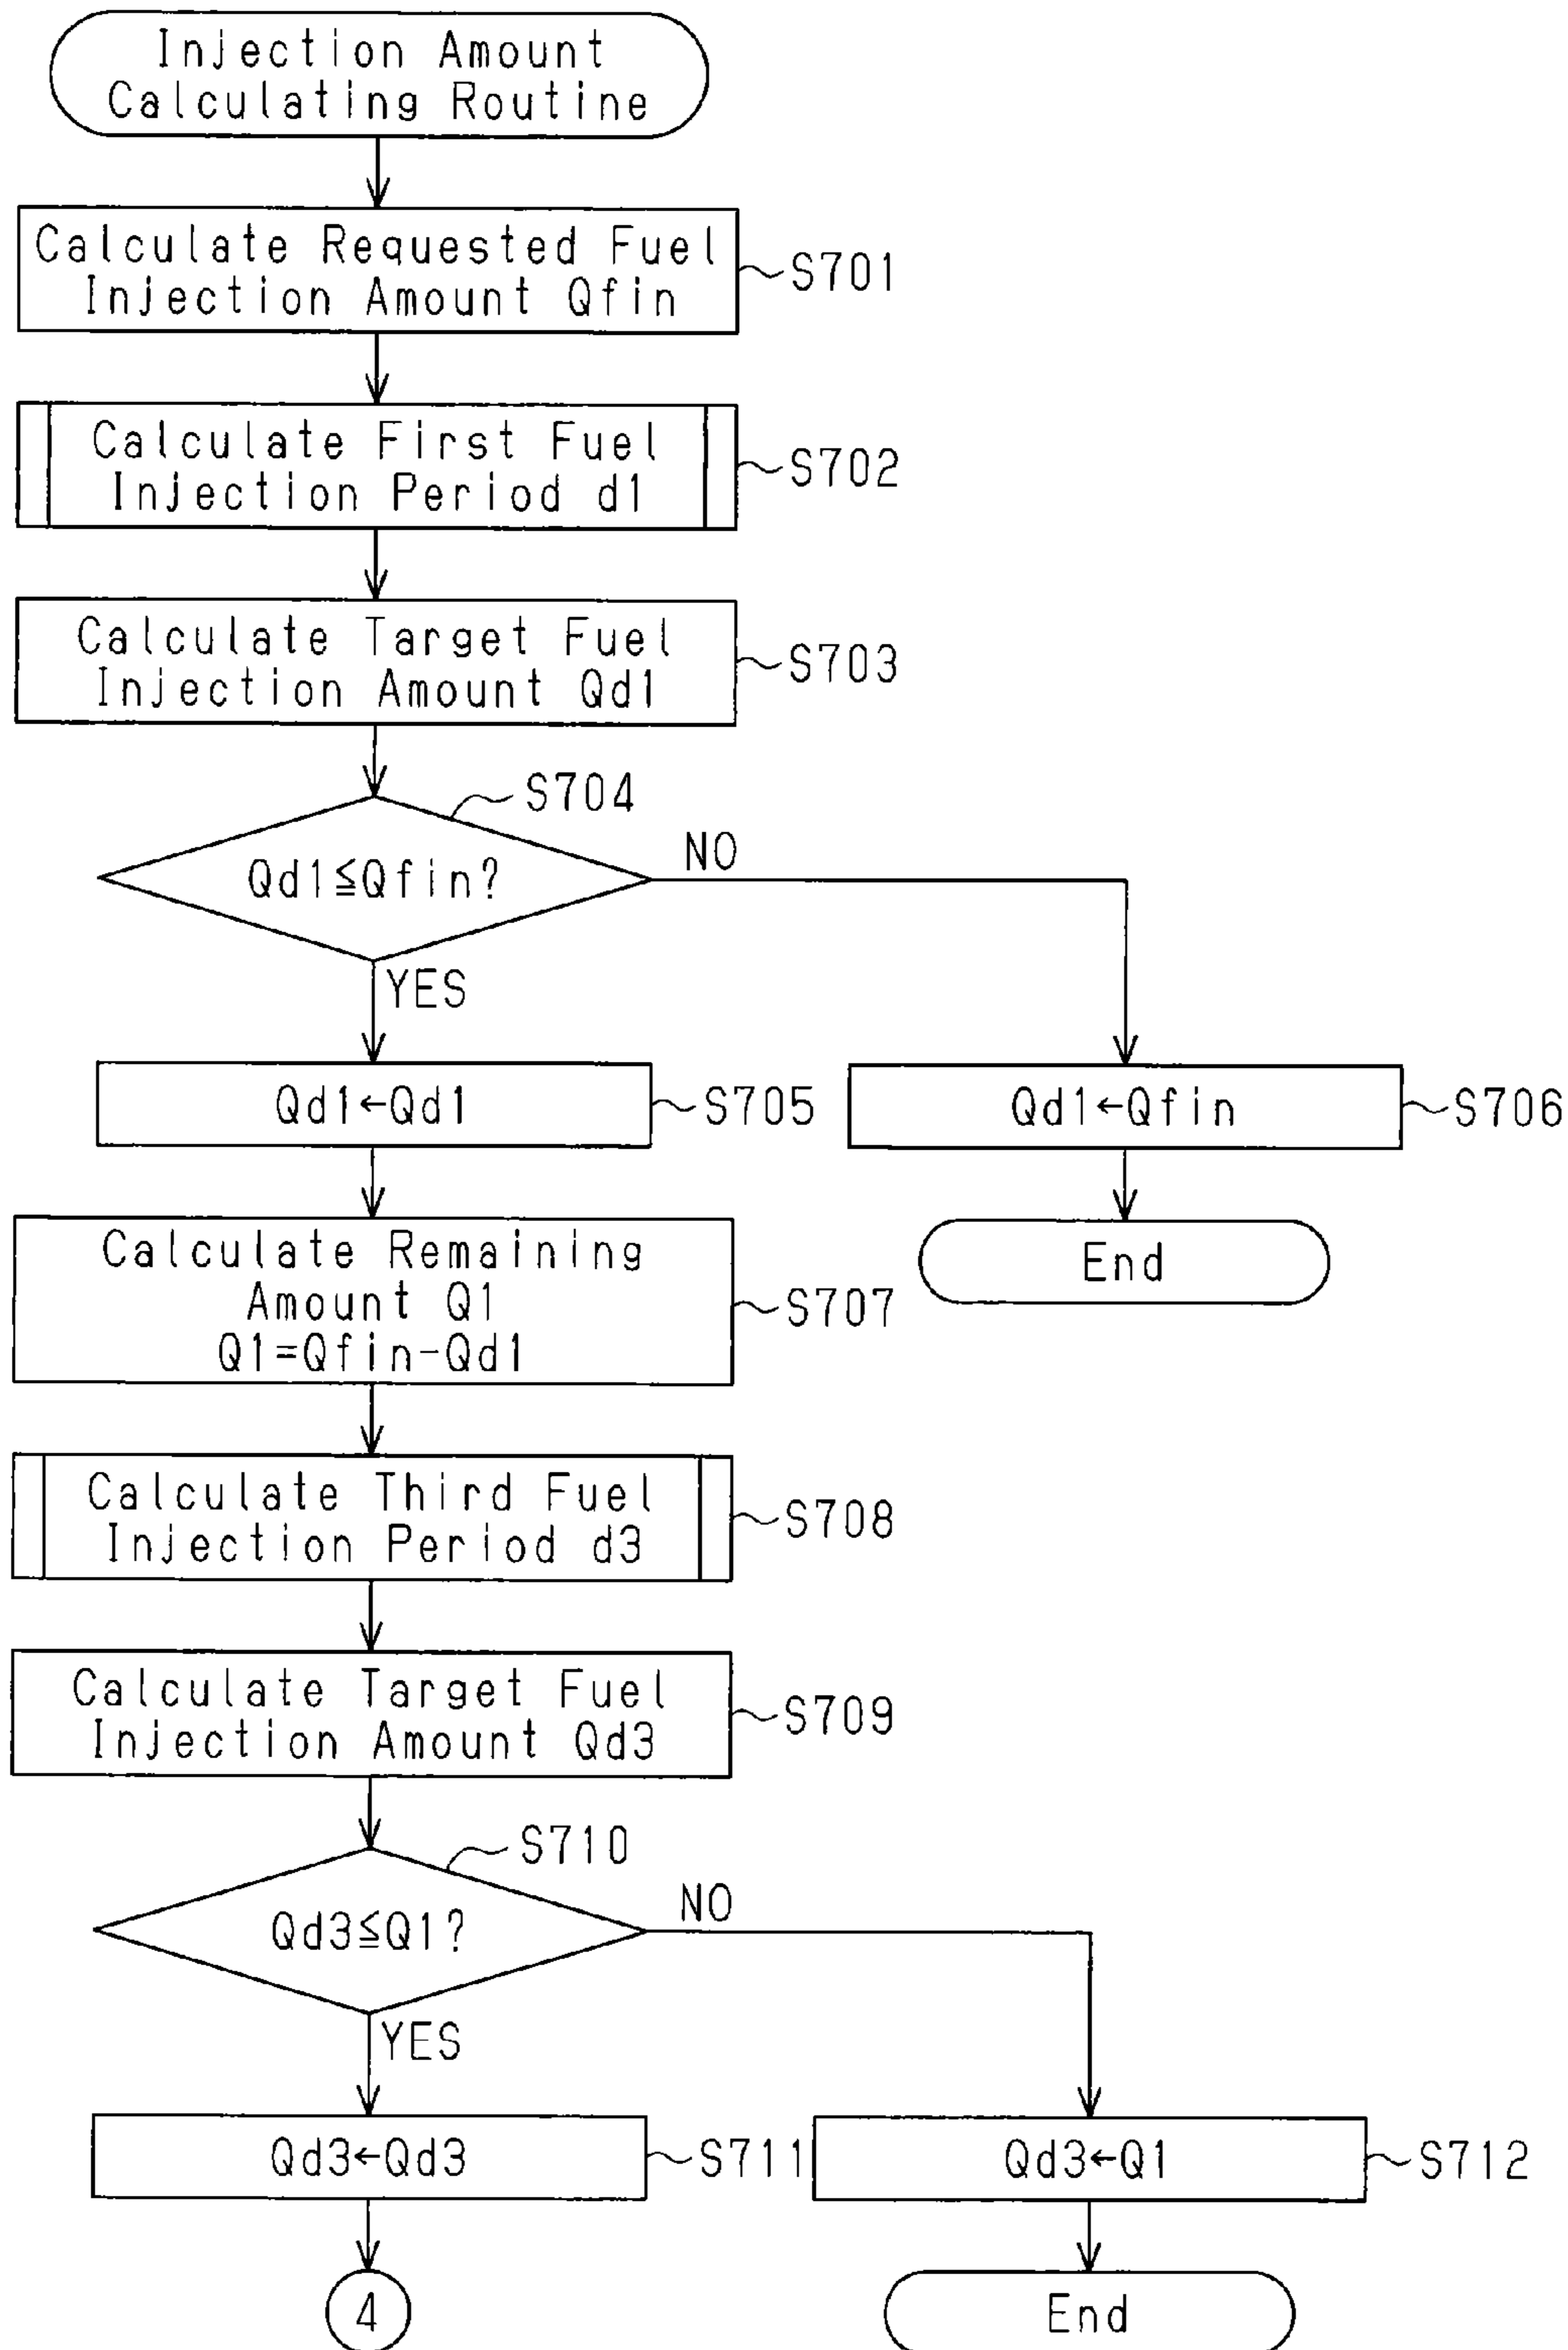 Injection Amount
Calculating Routine
Calculate Requested Fuel
Injection Amount Qfin
S701
Calculate First Fuel
Injection Period d1
S702
Calculate Target Fuel
Injection Amount Qd1
S703
S704
Qd1≦Qfin?
NO
YES
Qd1←Qd1
S705
Qd1←Qfin
S706
Calculate Remaining
Amount Q1
Q1=Qfin-Qd1
S707
End
Calculate Third Fuel
Injection Period d3
S708
Calculate Target Fuel
Injection Amount Qd3
S709
S710
Qd3≦Q1?
NO
YES
Qd3←Qd3
S711
Qd3←Q1
S712
4
End